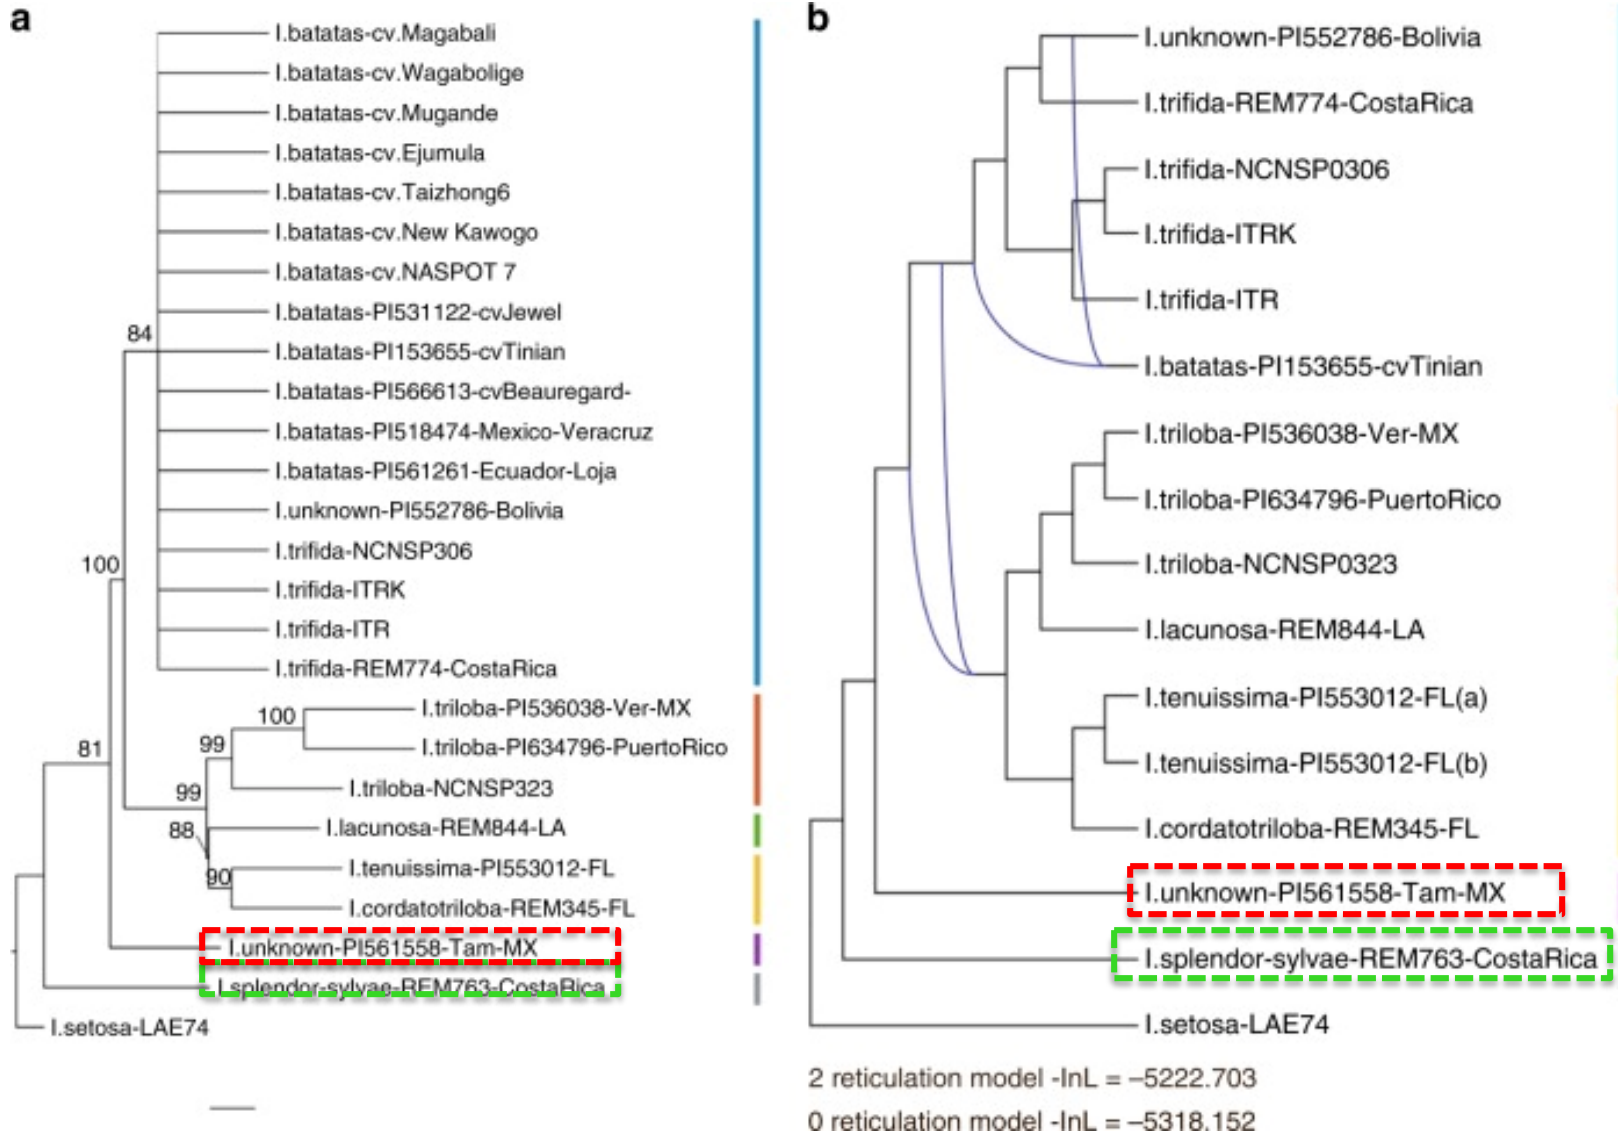 a
I.batatas-cv.Magabali
I.batatas-cv.Wagabolige
I.batatas-cv.Mugande
I.batatas-cv.Ejumula
I.batatas-cv.Taizhong6
I.batatas-cv.New Kawogo
I.batatas-cv.NASPOT 7
I.batatas-PI531122-cvJewel
84
I.batatas-PI153655-cvTinian
I.batatas-PI566613-cvBeauregard-
I.batatas-PI518474-Mexico-Veracruz
I.batatas-PI561261-Ecuador-Loja
I.unknown-PI552786-Bolivia
I.trifida-NCNSP306
100
I.trifida-ITRK
I.trifida-ITR
I.trifida-REM774-CostaRica
I.triloba-PI536038-Ver-MX
100
I.triloba-PI634796-PuertoRico
99
81
I.triloba-NCNSP323
99
I.lacunosa-REM844-LA
88
I.tenuissima-PI553012-FL
90
I.cordatotriloba-REM345-FL
I.unknown-PI561558-Tam-MX
I.splendor-sylvae-REM763-CostaRica
I.setosa-LAE74
b
I.unknown-PI552786-Bolivia
I.trifida-REM774-CostaRica
I.trifida-NCNSP0306
I.trifida-ITRK
I.trifida-ITR
I.batatas-PI153655-cvTinian
I.triloba-PI536038-Ver-MX
I.triloba-PI634796-PuertoRico
I.triloba-NCNSP0323
I.lacunosa-REM844-LA
I.tenuissima-PI553012-FL(a)
I.tenuissima-PI553012-FL(b)
I.cordatotriloba-REM345-FL
I.unknown-PI561558-Tam-MX
I.splendor-sylvae-REM763-CostaRica
I.setosa-LAE74
2 reticulation model -lnL = –5222.703
0 reticulation model -lnL = –5318.152